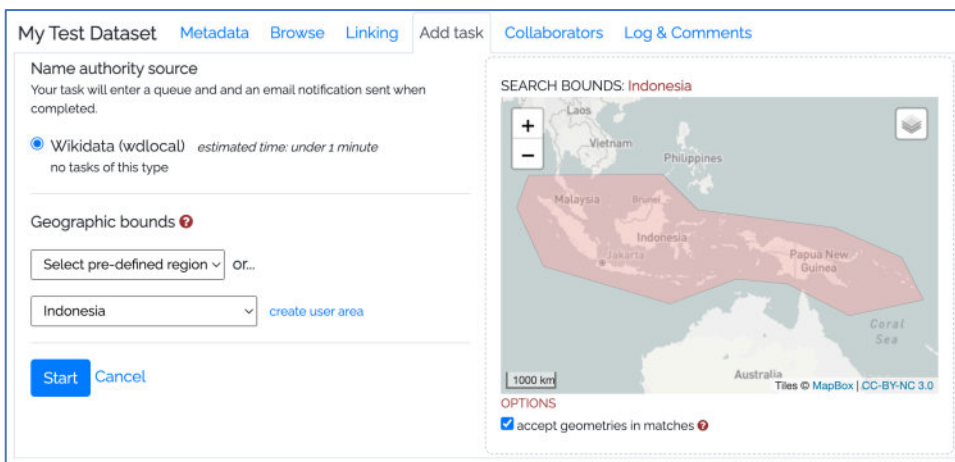 My Test Dataset Metadata Browse Linking Add task Collaborators Log & Comments
Name authority source
Your task will enter a queue and and an email notification sent when
completed.
Wikidata (wdlocal) estimated time: under 1 minute
no tasks of this type
Geographic bounds ?
Select pre-defined region or...
Indonesia create user area
Start Cancel
SEARCH BOUNDS: Indonesia
+
−
Laos
Vietnam
Philippines
Malaysia
Brunei
Indonesia
Jakarta
Papua New
Guinea
Coral
Sea
Australia
1000 km
Tiles © MapBox | CC-BY-NC 3.0
OPTIONS
accept geometries in matches ?